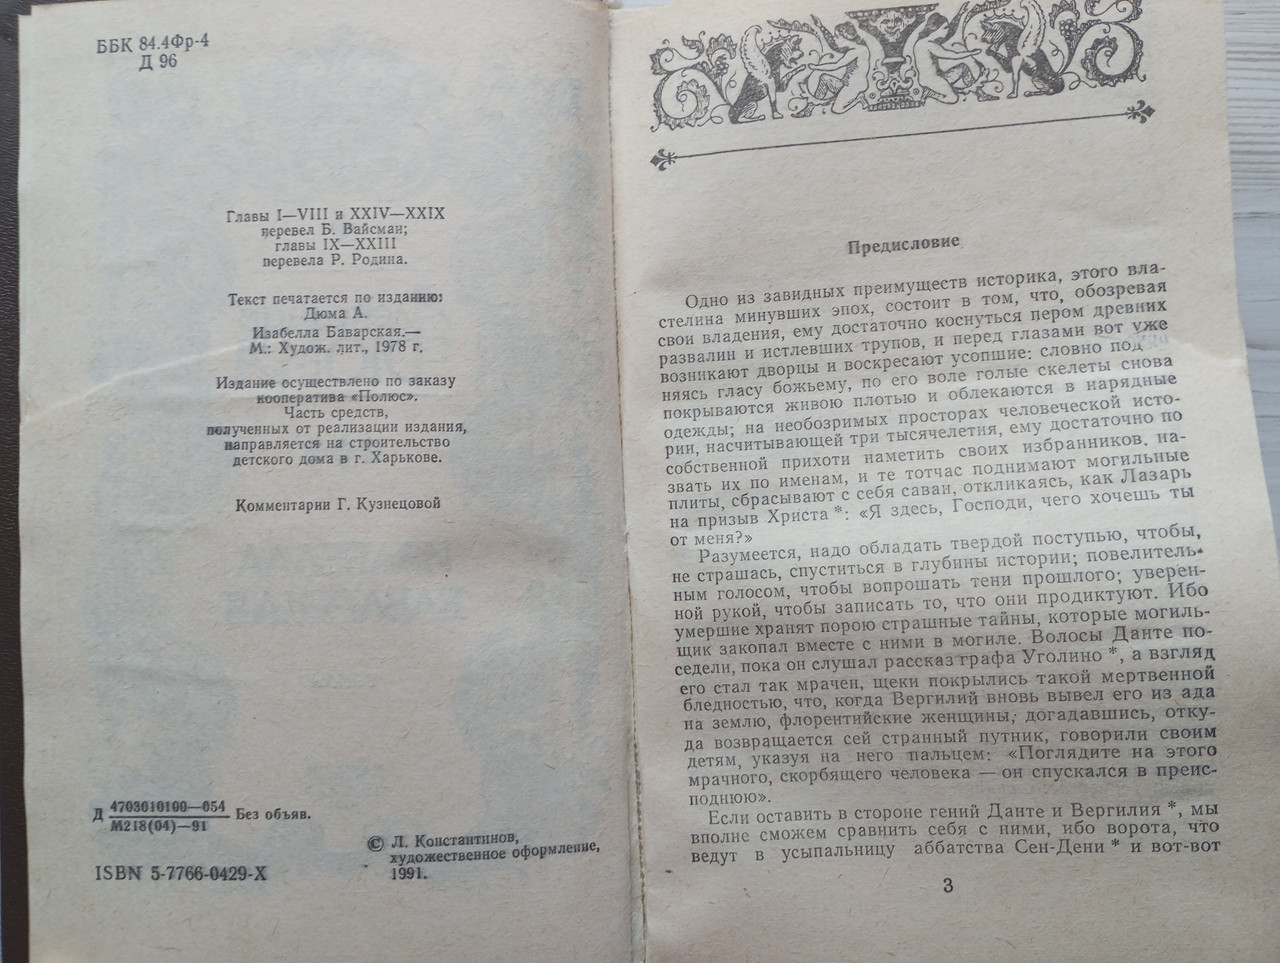 ББК 84.4Фр-4
Д 96
Главы I—VIII и XXIV—XXIX
перевел Б. Вайсман;
главы IX—XXIII
перевела Р. Родина.
Текст печатается по изданию:
Дюма А.
Изабелла Баварская.—
М.: Худож. лит., 1978 г.
Издание осуществлено по заказу
кооператива «Полюс».
Часть средств,
полученных от реализации издания,
направляется на строительство
детского дома в г. Харькове.
Комментарии Г. Кузнецовой
Д 4703010100—054 Без объяв.
М218(04)—91
ISBN 5-7766-0429-X
© Л. Константинов,
художественное оформление,
1991.
Предисловие
Одно из завидных преимуществ историка, этого вла-
стелина минувших эпох, состоит в том, что, обозревая
свои владения, ему достаточно коснуться пером древних
развалин и истлевших трупов, и перед глазами вот уже
возникают дворцы и воскресают усопшие: словно под
няясь гласу божьему, по его воле голые скелеты снова
покрываются живою плотью и облекаются в нарядные
одежды; на необозримых просторах человеческой исто-
рии, насчитывающей три тысячелетия, ему достаточно по
собственной прихоти наметить своих избранников, на-
звать их по именам, и те тотчас поднимают могильные
плиты, сбрасывают с себя саван, откликаясь, как Лазарь
на призыв Христа *: «Я здесь, Господи, чего хочешь ты
от меня?»
Разумеется, надо обладать твердой поступью, чтобы,
не страшась, спуститься в глубины истории; повелитель-
ным голосом, чтобы вопрошать тени прошлого; уверен-
ной рукой, чтобы записать то, что они продиктуют. Ибо
умершие хранят порою страшные тайны, которые могиль-
щик закопал вместе с ними в могиле. Волосы Данте по-
седели, пока он слушал рассказ графа Уголино *, а взгляд
его стал так мрачен, щеки покрылись такой мертвенной
бледностью, что, когда Вергилий вновь вывел его из ада
на землю, флорентийские женщины, догадавшись, отку-
да возвращается сей странный путник, говорили своим
детям, указуя на него пальцем: «Поглядите на этого
мрачного, скорбящего человека — он спускался в преис-
поднюю».
Если оставить в стороне гений Данте и Вергилия *, мы
вполне сможем сравнить себя с ними, ибо ворота, что
ведут в усыпальницу аббатства Сен-Дени * и вот-вот
3